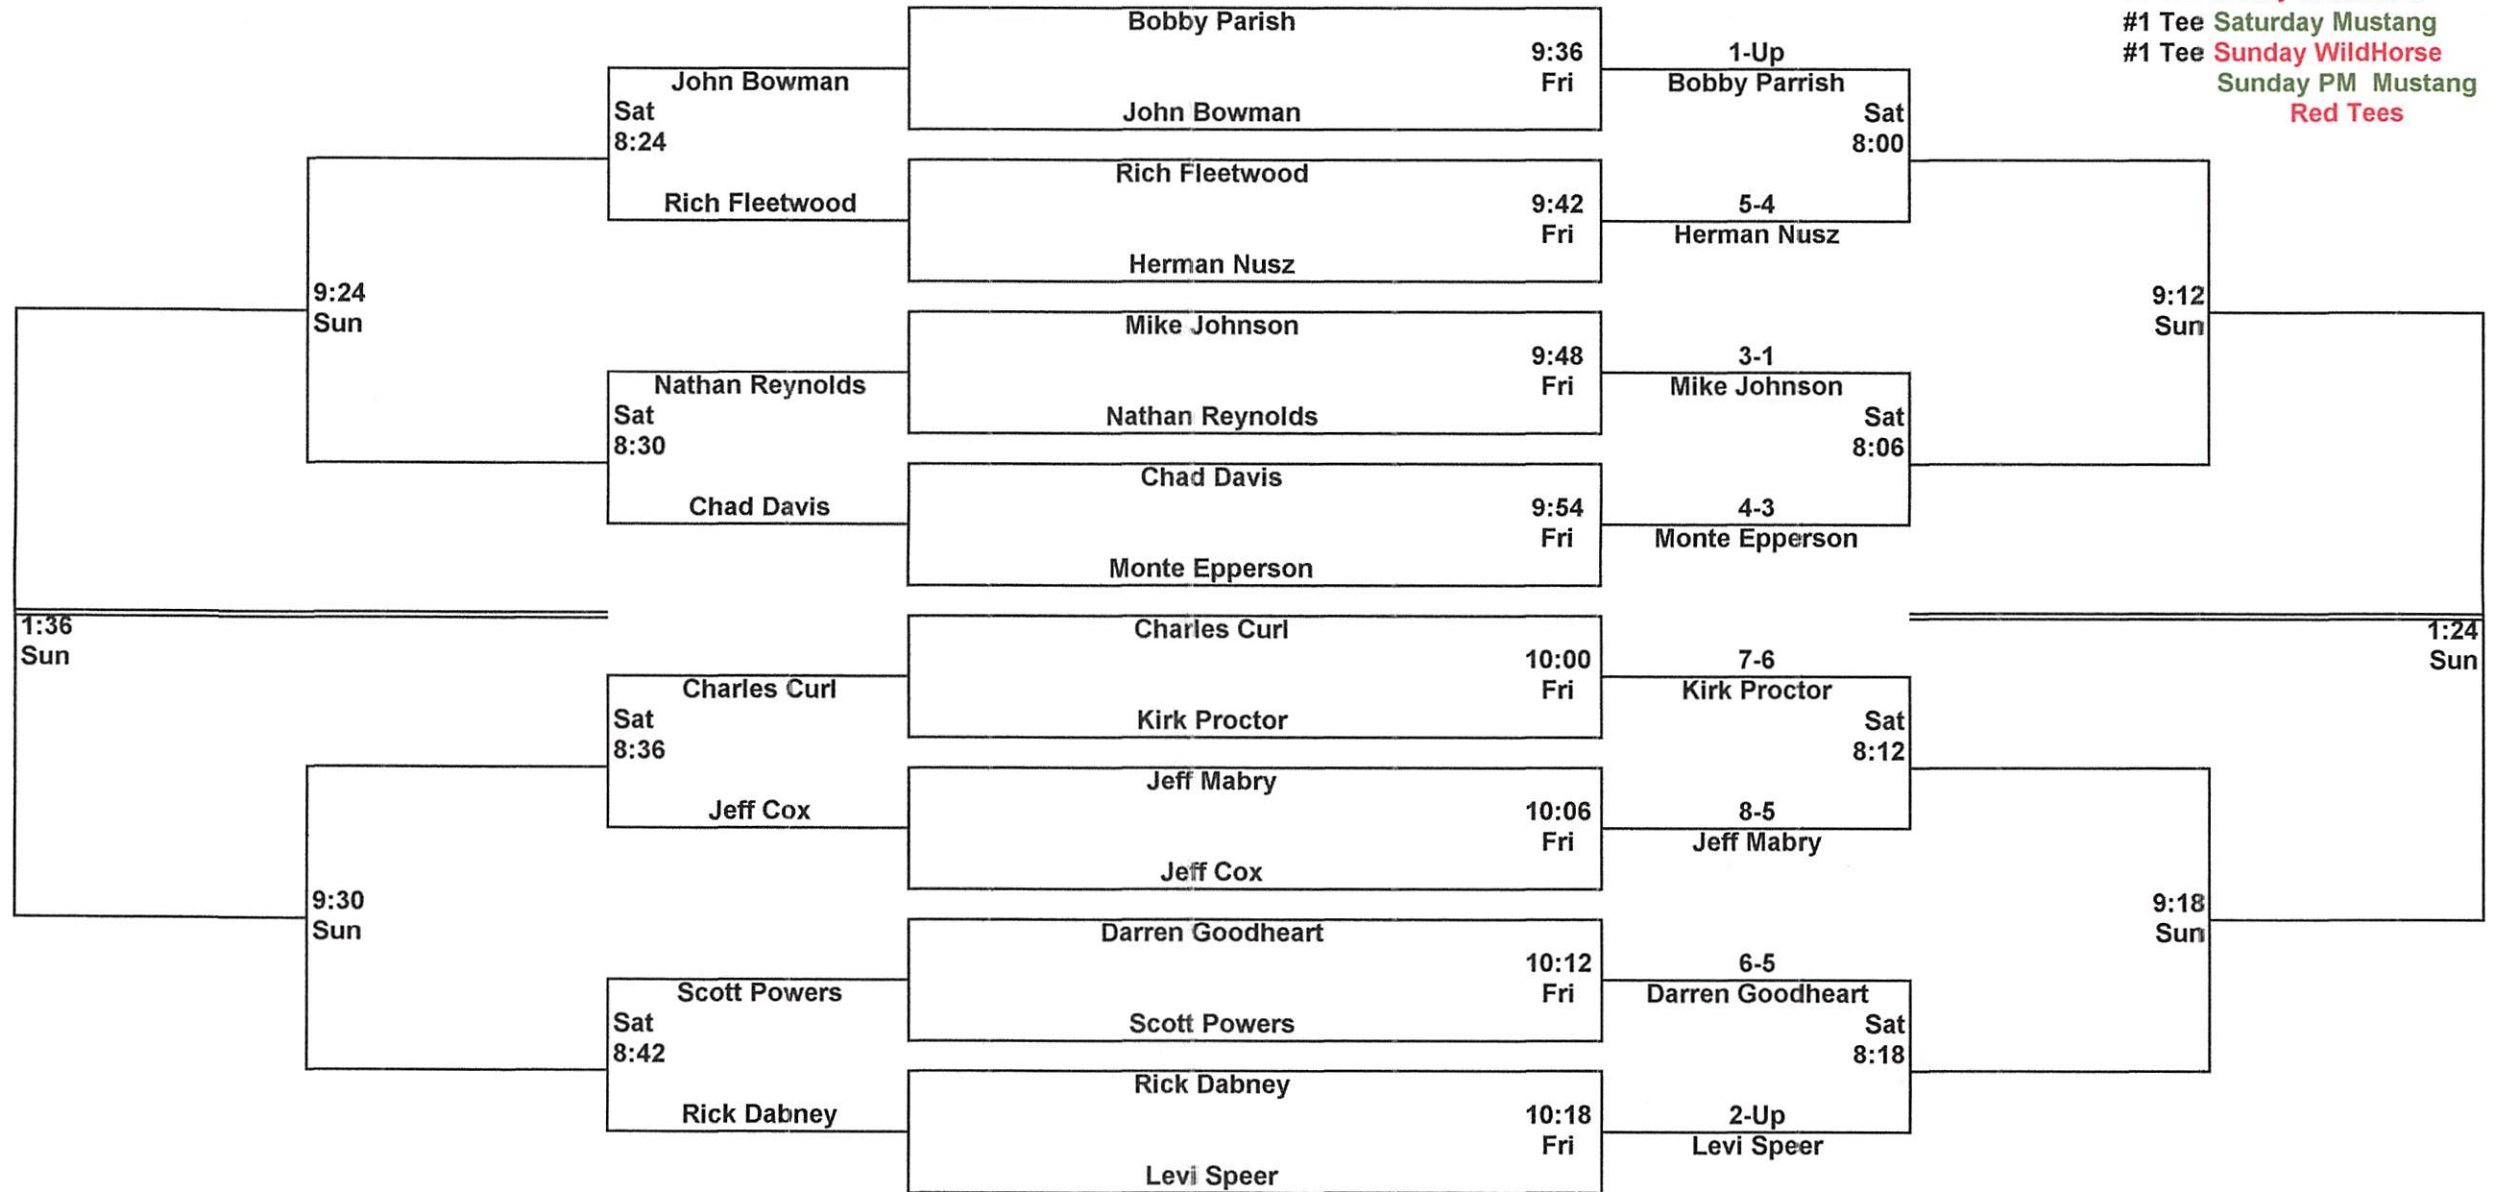 #1 Tee Saturday Mustang
#1 Tee Sunday WildHorse
Sunday PM Mustang
Red Tees
Bobby Parish
9:36
Fri
John Bowman
Rich Fleetwood
9:42
Fri
Herman Nusz
Mike Johnson
9:48
Fri
Nathan Reynolds
Chad Davis
9:54
Fri
Monte Epperson
Charles Curl
10:00
Fri
Kirk Proctor
Jeff Mabry
10:06
Fri
Jeff Cox
Darren Goodheart
10:12
Fri
Scott Powers
Rick Dabney
10:18
Fri
Levi Speer
John Bowman
Sat
8:24
Rich Fleetwood
Nathan Reynolds
Sat
8:30
Chad Davis
Charles Curl
Sat
8:36
Jeff Cox
Scott Powers
Sat
8:42
Rick Dabney
9:24
Sun
9:30
Sun
1:36
Sun
1-Up
Bobby Parrish
Sat
8:00
5-4
Herman Nusz
3-1
Mike Johnson
Sat
8:06
4-3
Monte Epperson
7-6
Kirk Proctor
Sat
8:12
8-5
Jeff Mabry
6-5
Darren Goodheart
Sat
8:18
2-Up
Levi Speer
9:12
Sun
9:18
Sun
1:24
Sun